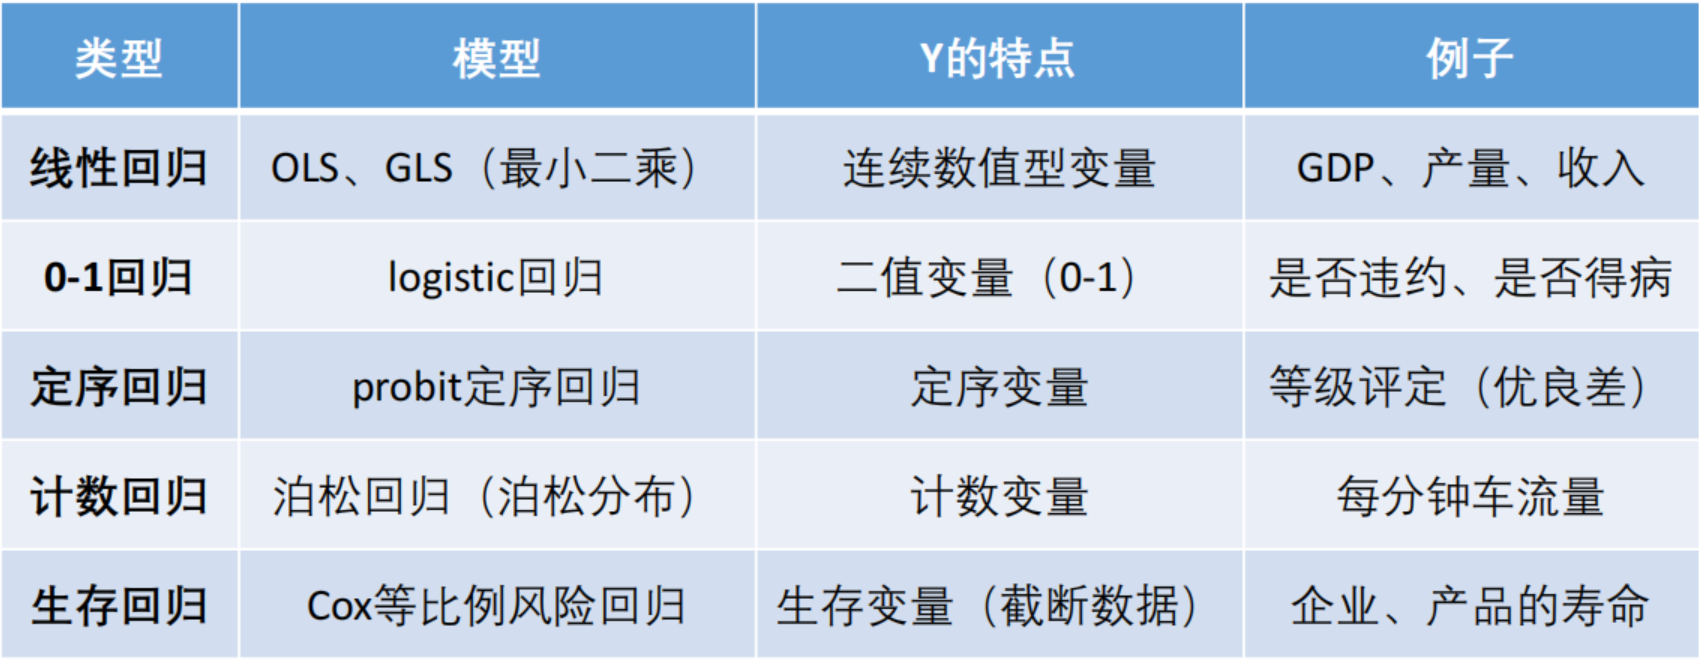 类型 模型 Y的特点 例子
线性回归 OLS、GLS（最小二乘） 连续数值型变量 GDP、产量、收入
0-1回归 logistic回归 二值变量（0-1） 是否违约、是否得病
定序回归 probit定序回归 定序变量 等级评定（优良差）
计数回归 泊松回归（泊松分布） 计数变量 每分钟车流量
生存回归 Cox等比例风险回归 生存变量（截断数据） 企业、产品的寿命